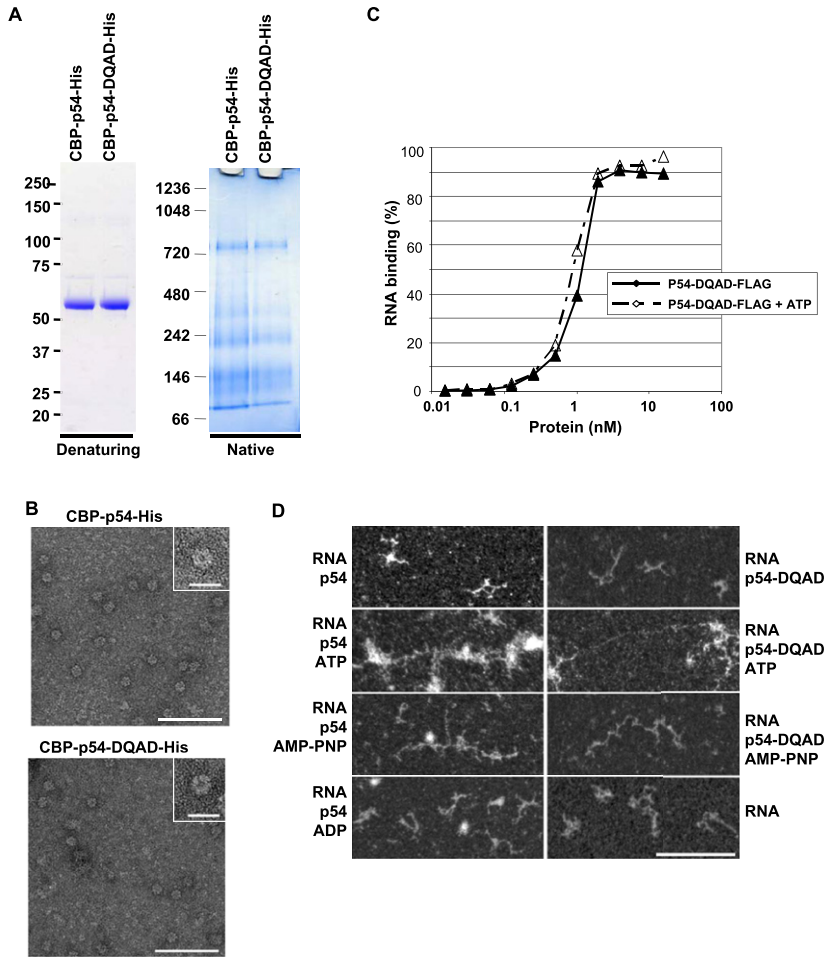 A
CBP-p54-His
CBP-p54-DQAD-His
250
150
100
75
50
37
25
20
Denaturing
CBP-p54-His
CBP-p54-DQAD-His
1236
1048
720
480
242
146
66
Native
C
RNA binding (%)
100
80
60
40
20
0
0.01
0.1
1
10
100
Protein (nM)
P54-DQAD-FLAG
P54-DQAD-FLAG + ATP
B
CBP-p54-His
CBP-p54-DQAD-His
D
RNA
p54
RNA
p54-DQAD
RNA
p54
ATP
RNA
p54-DQAD
ATP
RNA
p54
AMP-PNP
RNA
p54-DQAD
AMP-PNP
RNA
p54
ADP
RNA